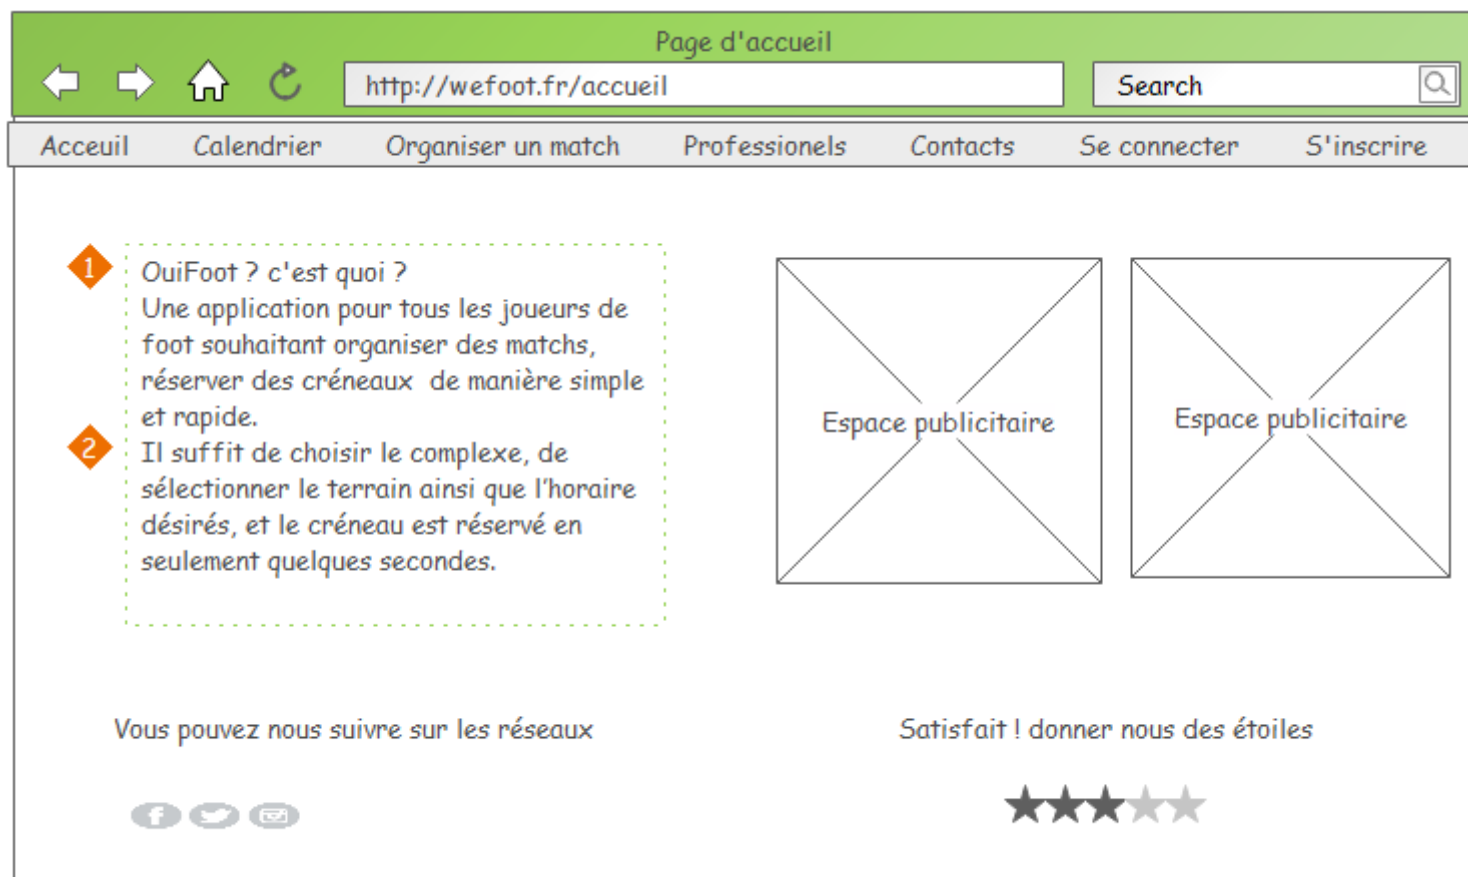 Page d'accueil
http://wefoot.fr/accueil
Search
Acceuil Calendrier Organiser un match Professionels Contacts Se connecter S'inscrire
1
OuiFoot ? c'est quoi ?
Une application pour tous les joueurs de
foot souhaitant organiser des matchs,
réserver des créneaux de manière simple
et rapide.
2
Il suffit de choisir le complexe, de
sélectionner le terrain ainsi que l'horaire
désirés, et le créneau est réservé en
seulement quelques secondes.
Espace publicitaire
Espace publicitaire
Vous pouvez nous suivre sur les réseaux
Satisfait ! donner nous des étoiles